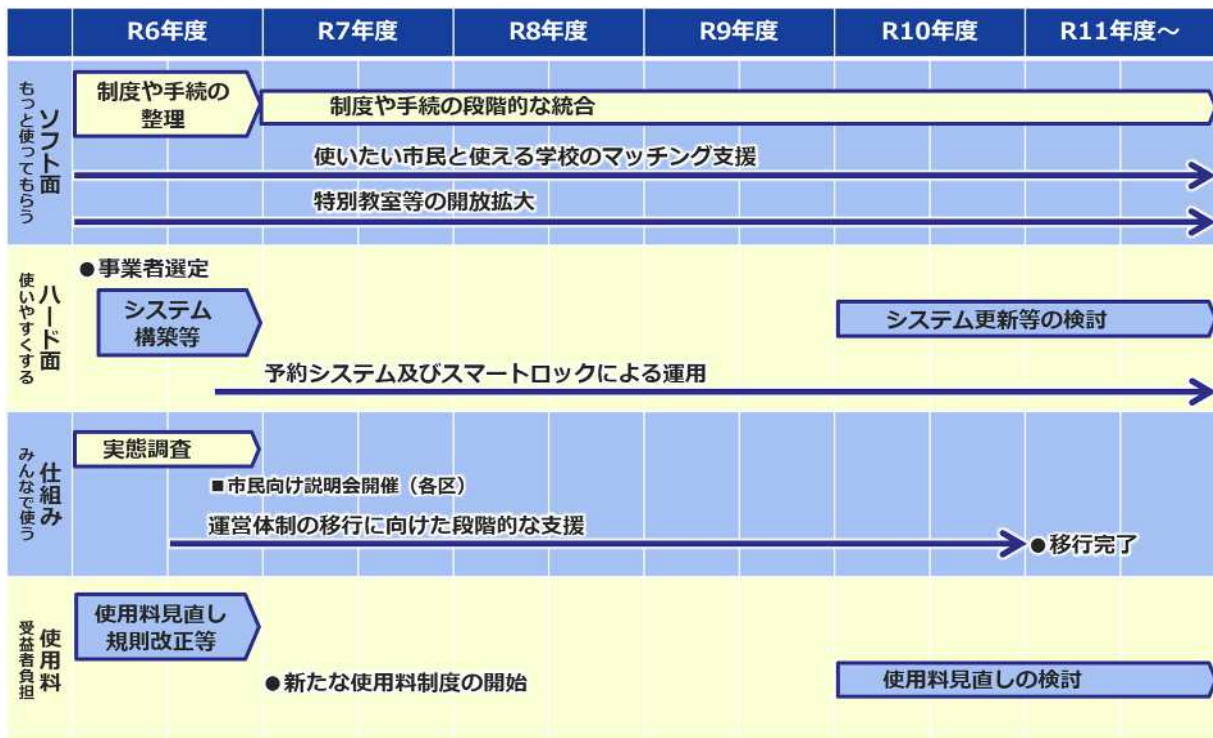 R6年度
R7年度
R8年度
R9年度
R10年度
R11年度～
ソフト面
もっと使ってもらう
制度や手続の
整理
制度や手続の段階的な統合
使いたい市民と使える学校のマッチング支援
特別教室等の開放拡大
ハード面
使いやすくする
●事業者選定
システム
構築等
システム更新等の検討
予約システム及びスマートロックによる運用
仕組み
みんなで使う
実態調査
■市民向け説明会開催（各区）
運営体制の移行に向けた段階的な支援
●移行完了
使用料
受益者負担
使用料見直し
規則改正等
●新たな使用料制度の開始
使用料見直しの検討